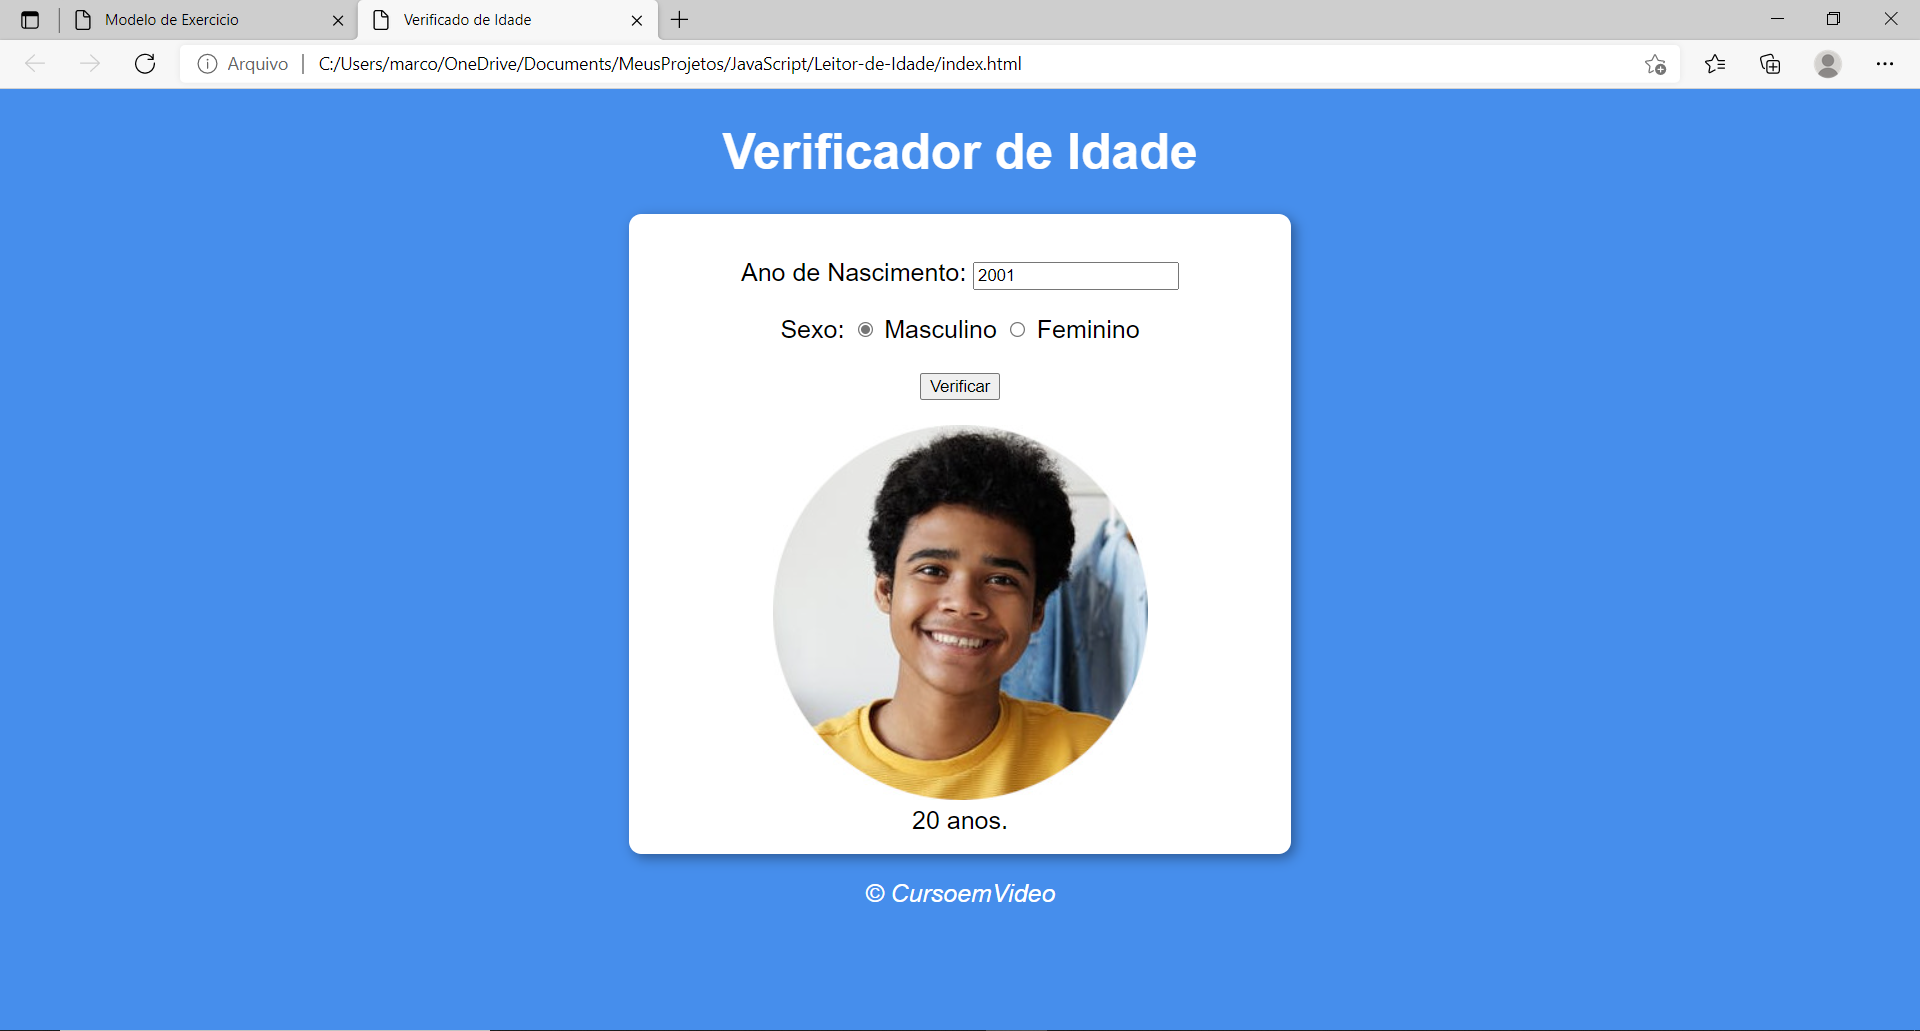 Modelo de Exercicio
Verificado de Idade
Arquivo
C:/Users/marco/OneDrive/Documents/MeusProjetos/JavaScript/Leitor-de-Idade/index.html
Verificador de Idade
Ano de Nascimento: 2001
Sexo: Masculino Feminino
Verificar
20 anos.
© CursoemVideo